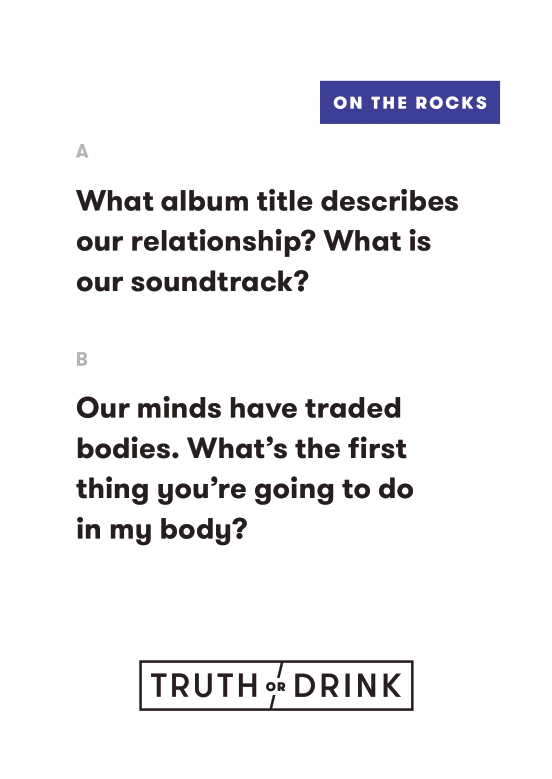 ON THE ROCKS
A
What album title describes
our relationship? What is
our soundtrack?
B
Our minds have traded
bodies. What’s the first
thing you’re going to do
in my body?
TRUTH OR DRINK